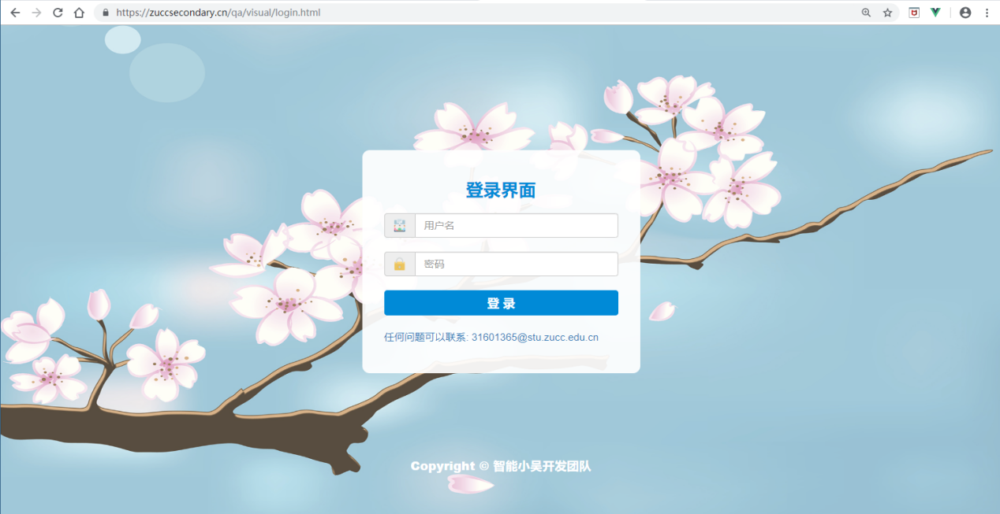 https://zuccsecondary.cn/qa/visual/login.html
登录界面
用户名
密码
登 录
任何问题可以联系: 31601365@stu.zucc.edu.cn
Copyright © 智能小吴开发团队